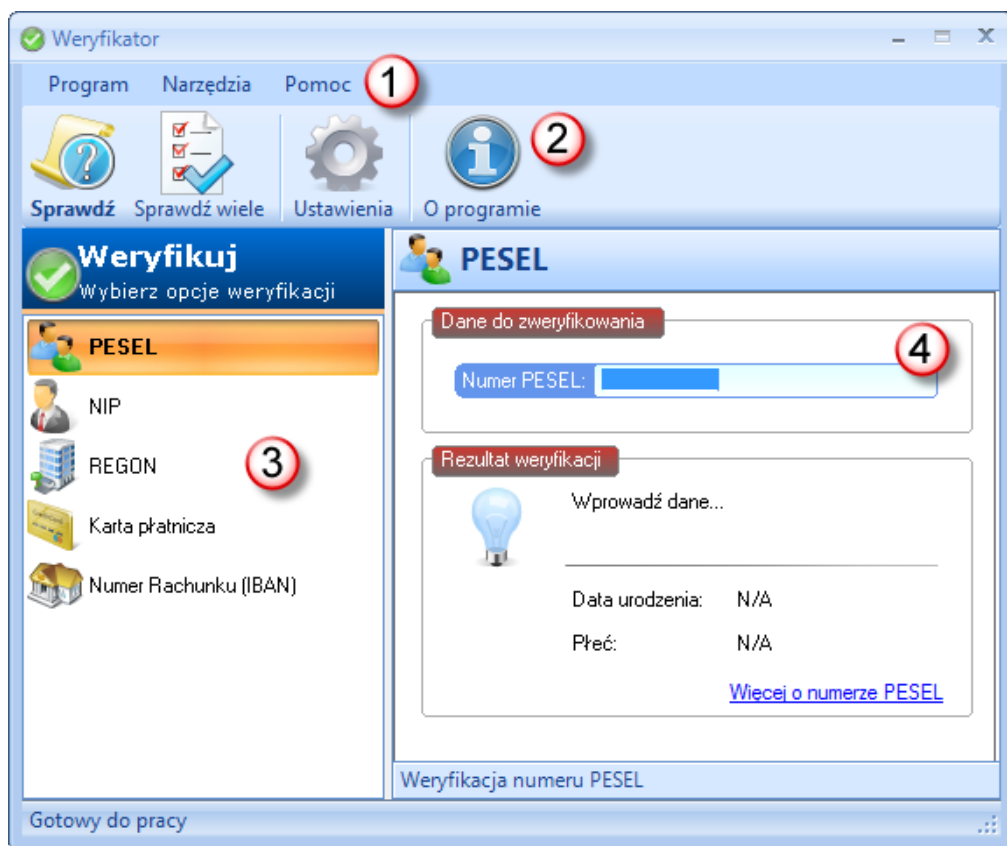 Weryfikator
Program Narzędzia Pomoc 1
2
Sprawdź Sprawdź wiele Ustawienia O programie
Weryfikuj
Wybierz opcje weryfikacji
PESEL
NIP
REGON
3
Karta płatnicza
Numer Rachunku (IBAN)
PESEL
Dane do zweryfikowania
4
Numer PESEL:
Rezultat weryfikacji
Wprowadź dane...
Data urodzenia: N/A
Płeć: N/A
Więcej o numerze PESEL
Weryfikacja numeru PESEL
Gotowy do pracy